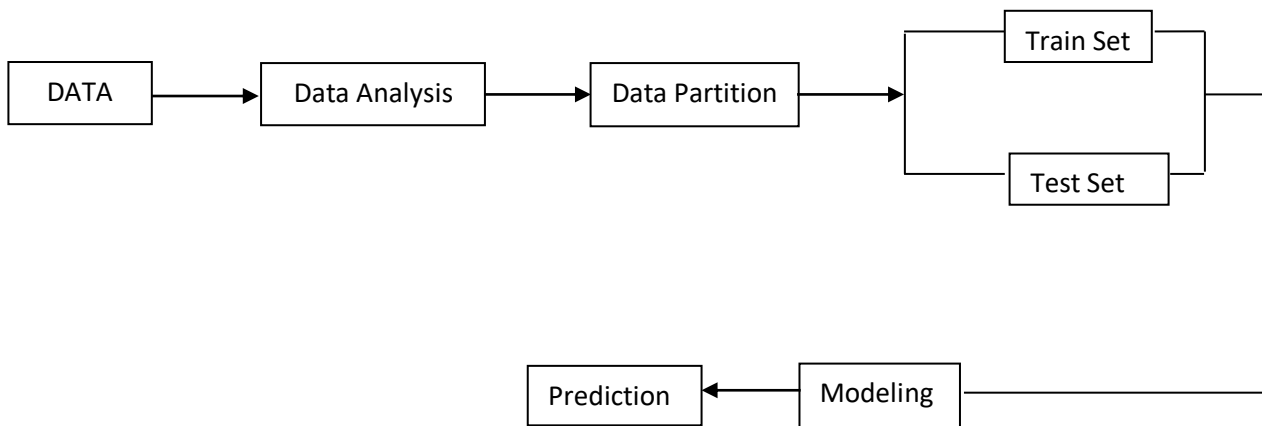 DATA
Data Analysis
Data Partition
Train Set
Test Set
Prediction
Modeling